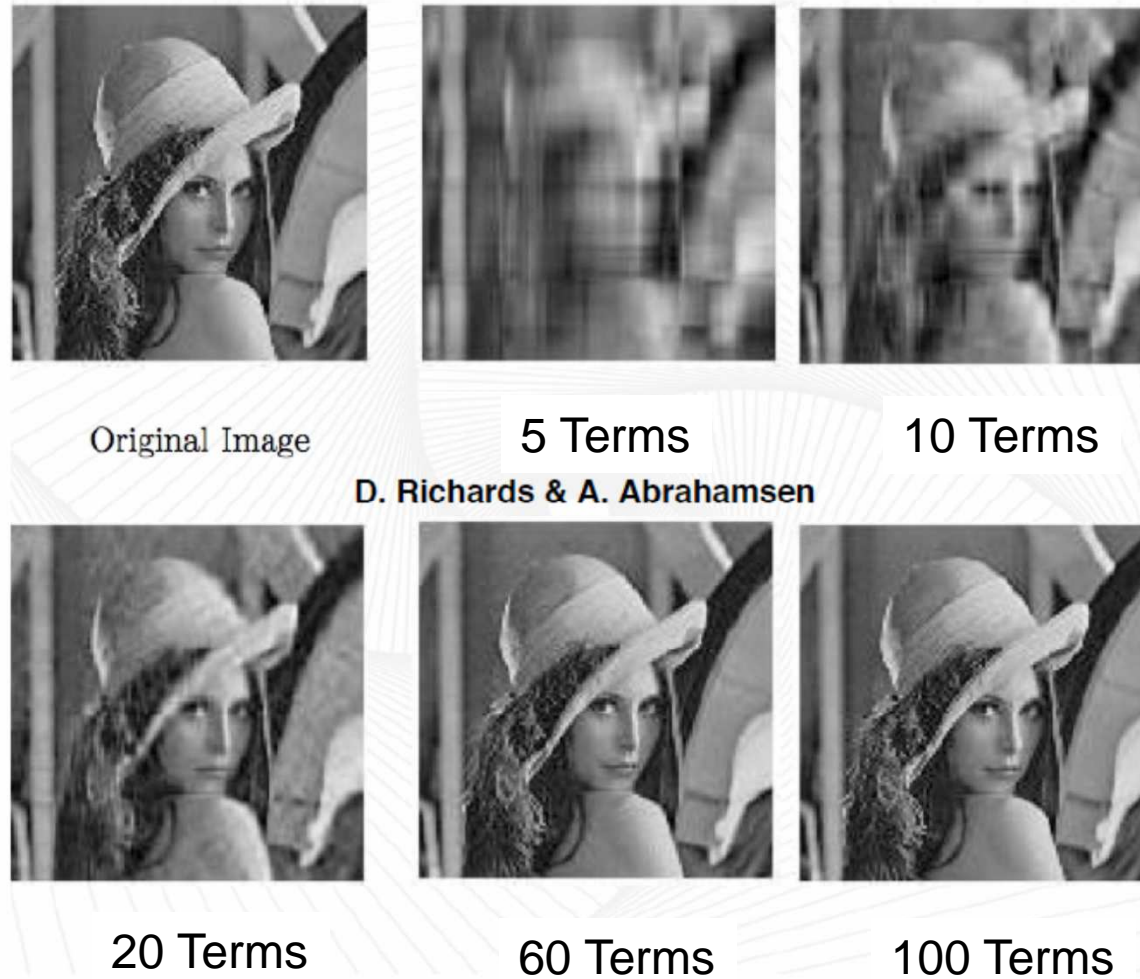 Original Image
5 Terms
10 Terms
D. Richards & A. Abrahamsen
20 Terms
60 Terms
100 Terms